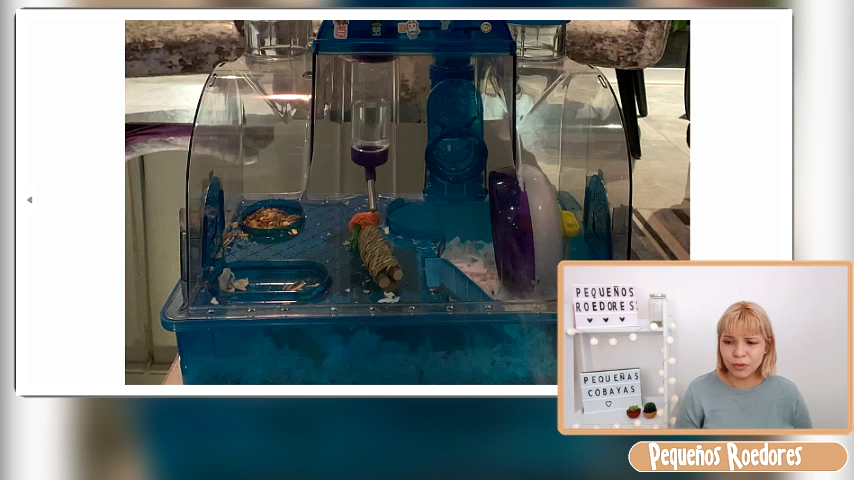 PEQUEÑOS
ROEDORES
PEQUEÑAS
COBAYAS
Pequeños Roedores